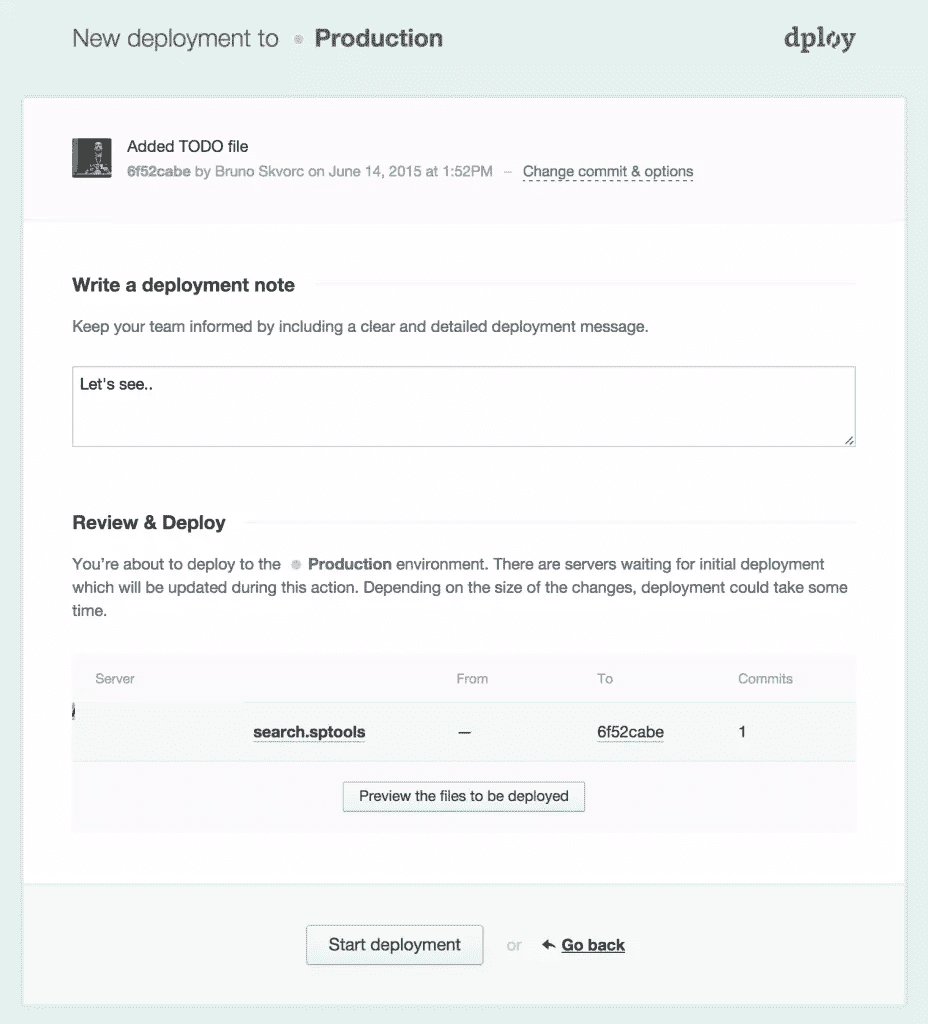 New deployment to Production
dploy
Added TODO file
6f52cabe by Bruno Skvorc on June 14, 2015 at 1:52PM – Change commit & options
Write a deployment note
Keep your team informed by including a clear and detailed deployment message.
Let's see..
Review & Deploy
You're about to deploy to the Production environment. There are servers waiting for initial deployment
which will be updated during this action. Depending on the size of the changes, deployment could take some
time.
Server From To Commits
search.sptools — 6f52cabe 1
Preview the files to be deployed
Start deployment or Go back